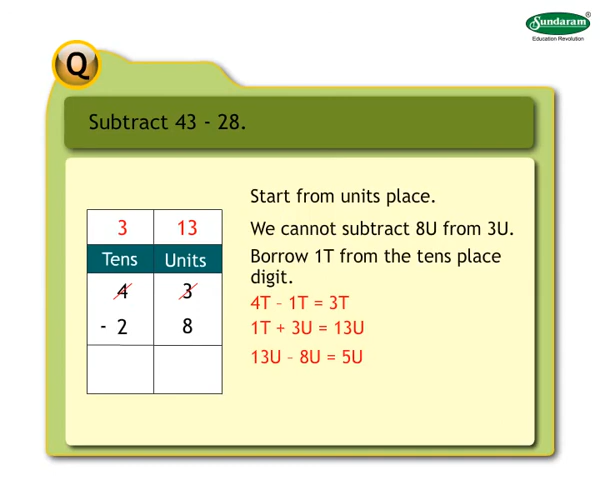 Sundaram®
Education Revolution
Q
Subtract 43 - 28.
Start from units place.
We cannot subtract 8U from 3U.
Borrow 1T from the tens place
digit.
4T – 1T = 3T
1T + 3U = 13U
13U – 8U = 5U
3 13
Tens Units
4 3
- 2 8